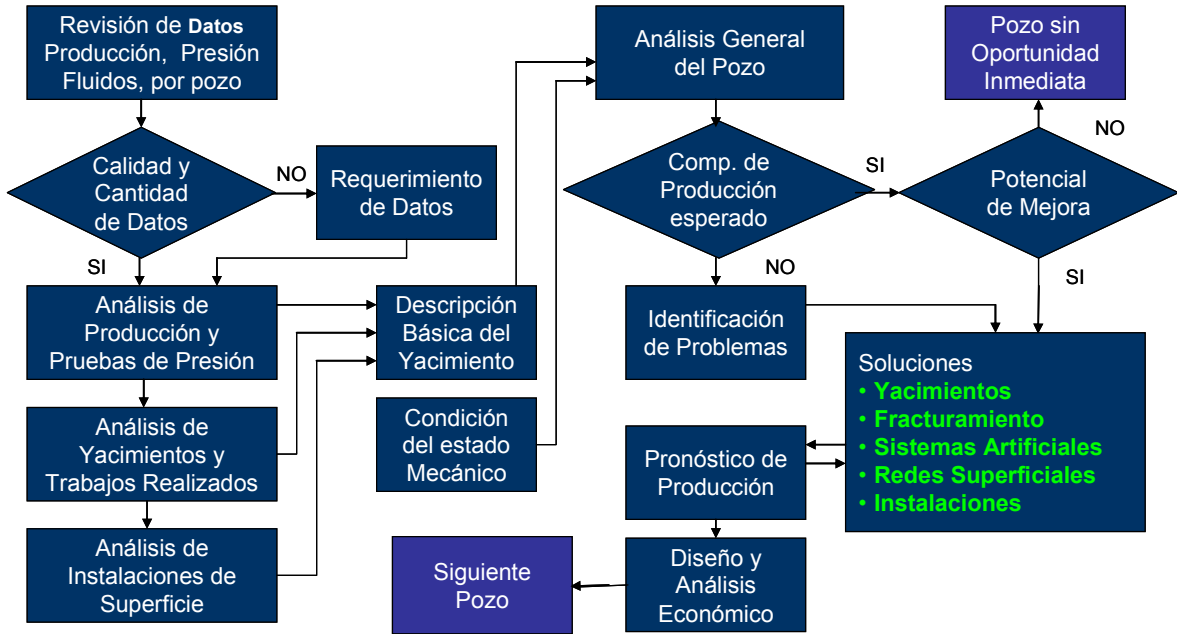 Revisión de Datos
Producción, Presión
Fluidos, por pozo
Calidad y
Cantidad
de Datos
NO
Requerimiento
de Datos
SI
Análisis de
Producción y
Pruebas de Presión
Análisis de
Yacimientos y
Trabajos Realizados
Análisis de
Instalaciones de
Superficie
Descripción
Básica del
Yacimiento
Condición
del estado
Mecánico
Análisis General
del Pozo
Comp. de
Producción
esperado
SI
NO
Potencial
de Mejora
NO
SI
Pozo sin
Oportunidad
Inmediata
Identificación
de Problemas
Soluciones
• Yacimientos
• Fracturamiento
• Sistemas Artificiales
• Redes Superficiales
• Instalaciones
Pronóstico de
Producción
Diseño y
Análisis
Económico
Siguiente
Pozo